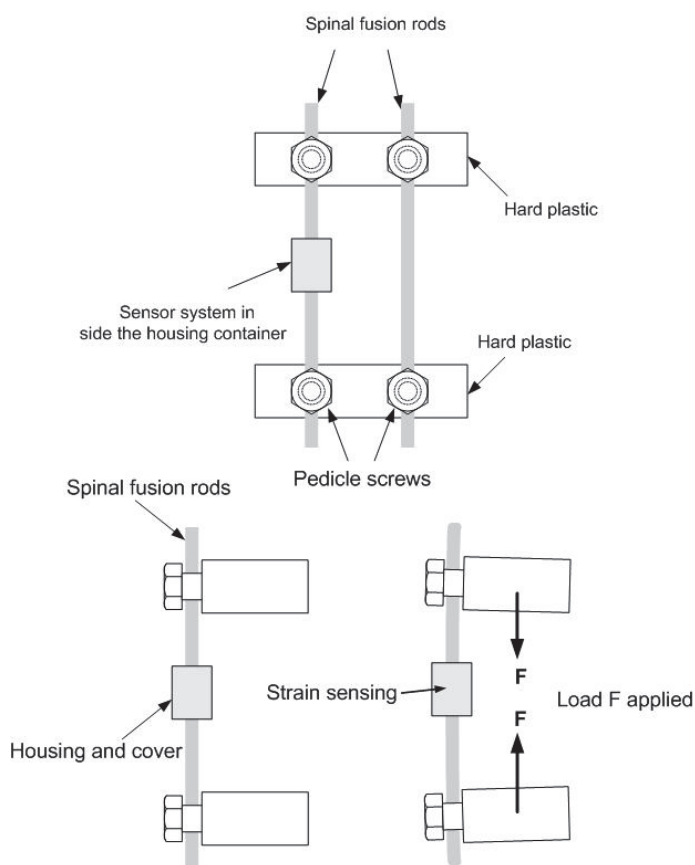 Spinal fusion rods
Hard plastic
Sensor system in
side the housing container
Hard plastic
Pedicle screws
Spinal fusion rods
Strain sensing
F
F
Load F applied
Housing and cover